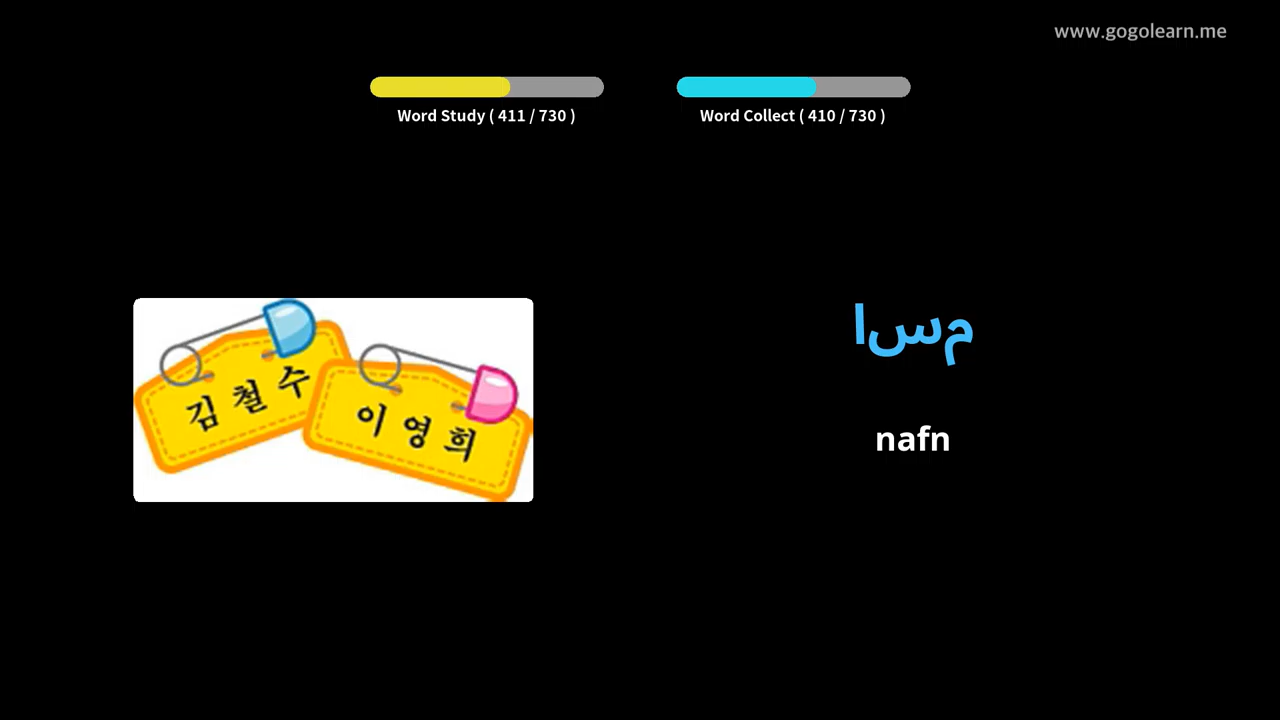 www.gogolearn.me
Word Study ( 411 / 730 )
Word Collect ( 410 / 730 )
김철수
이영희
اسم
nafn